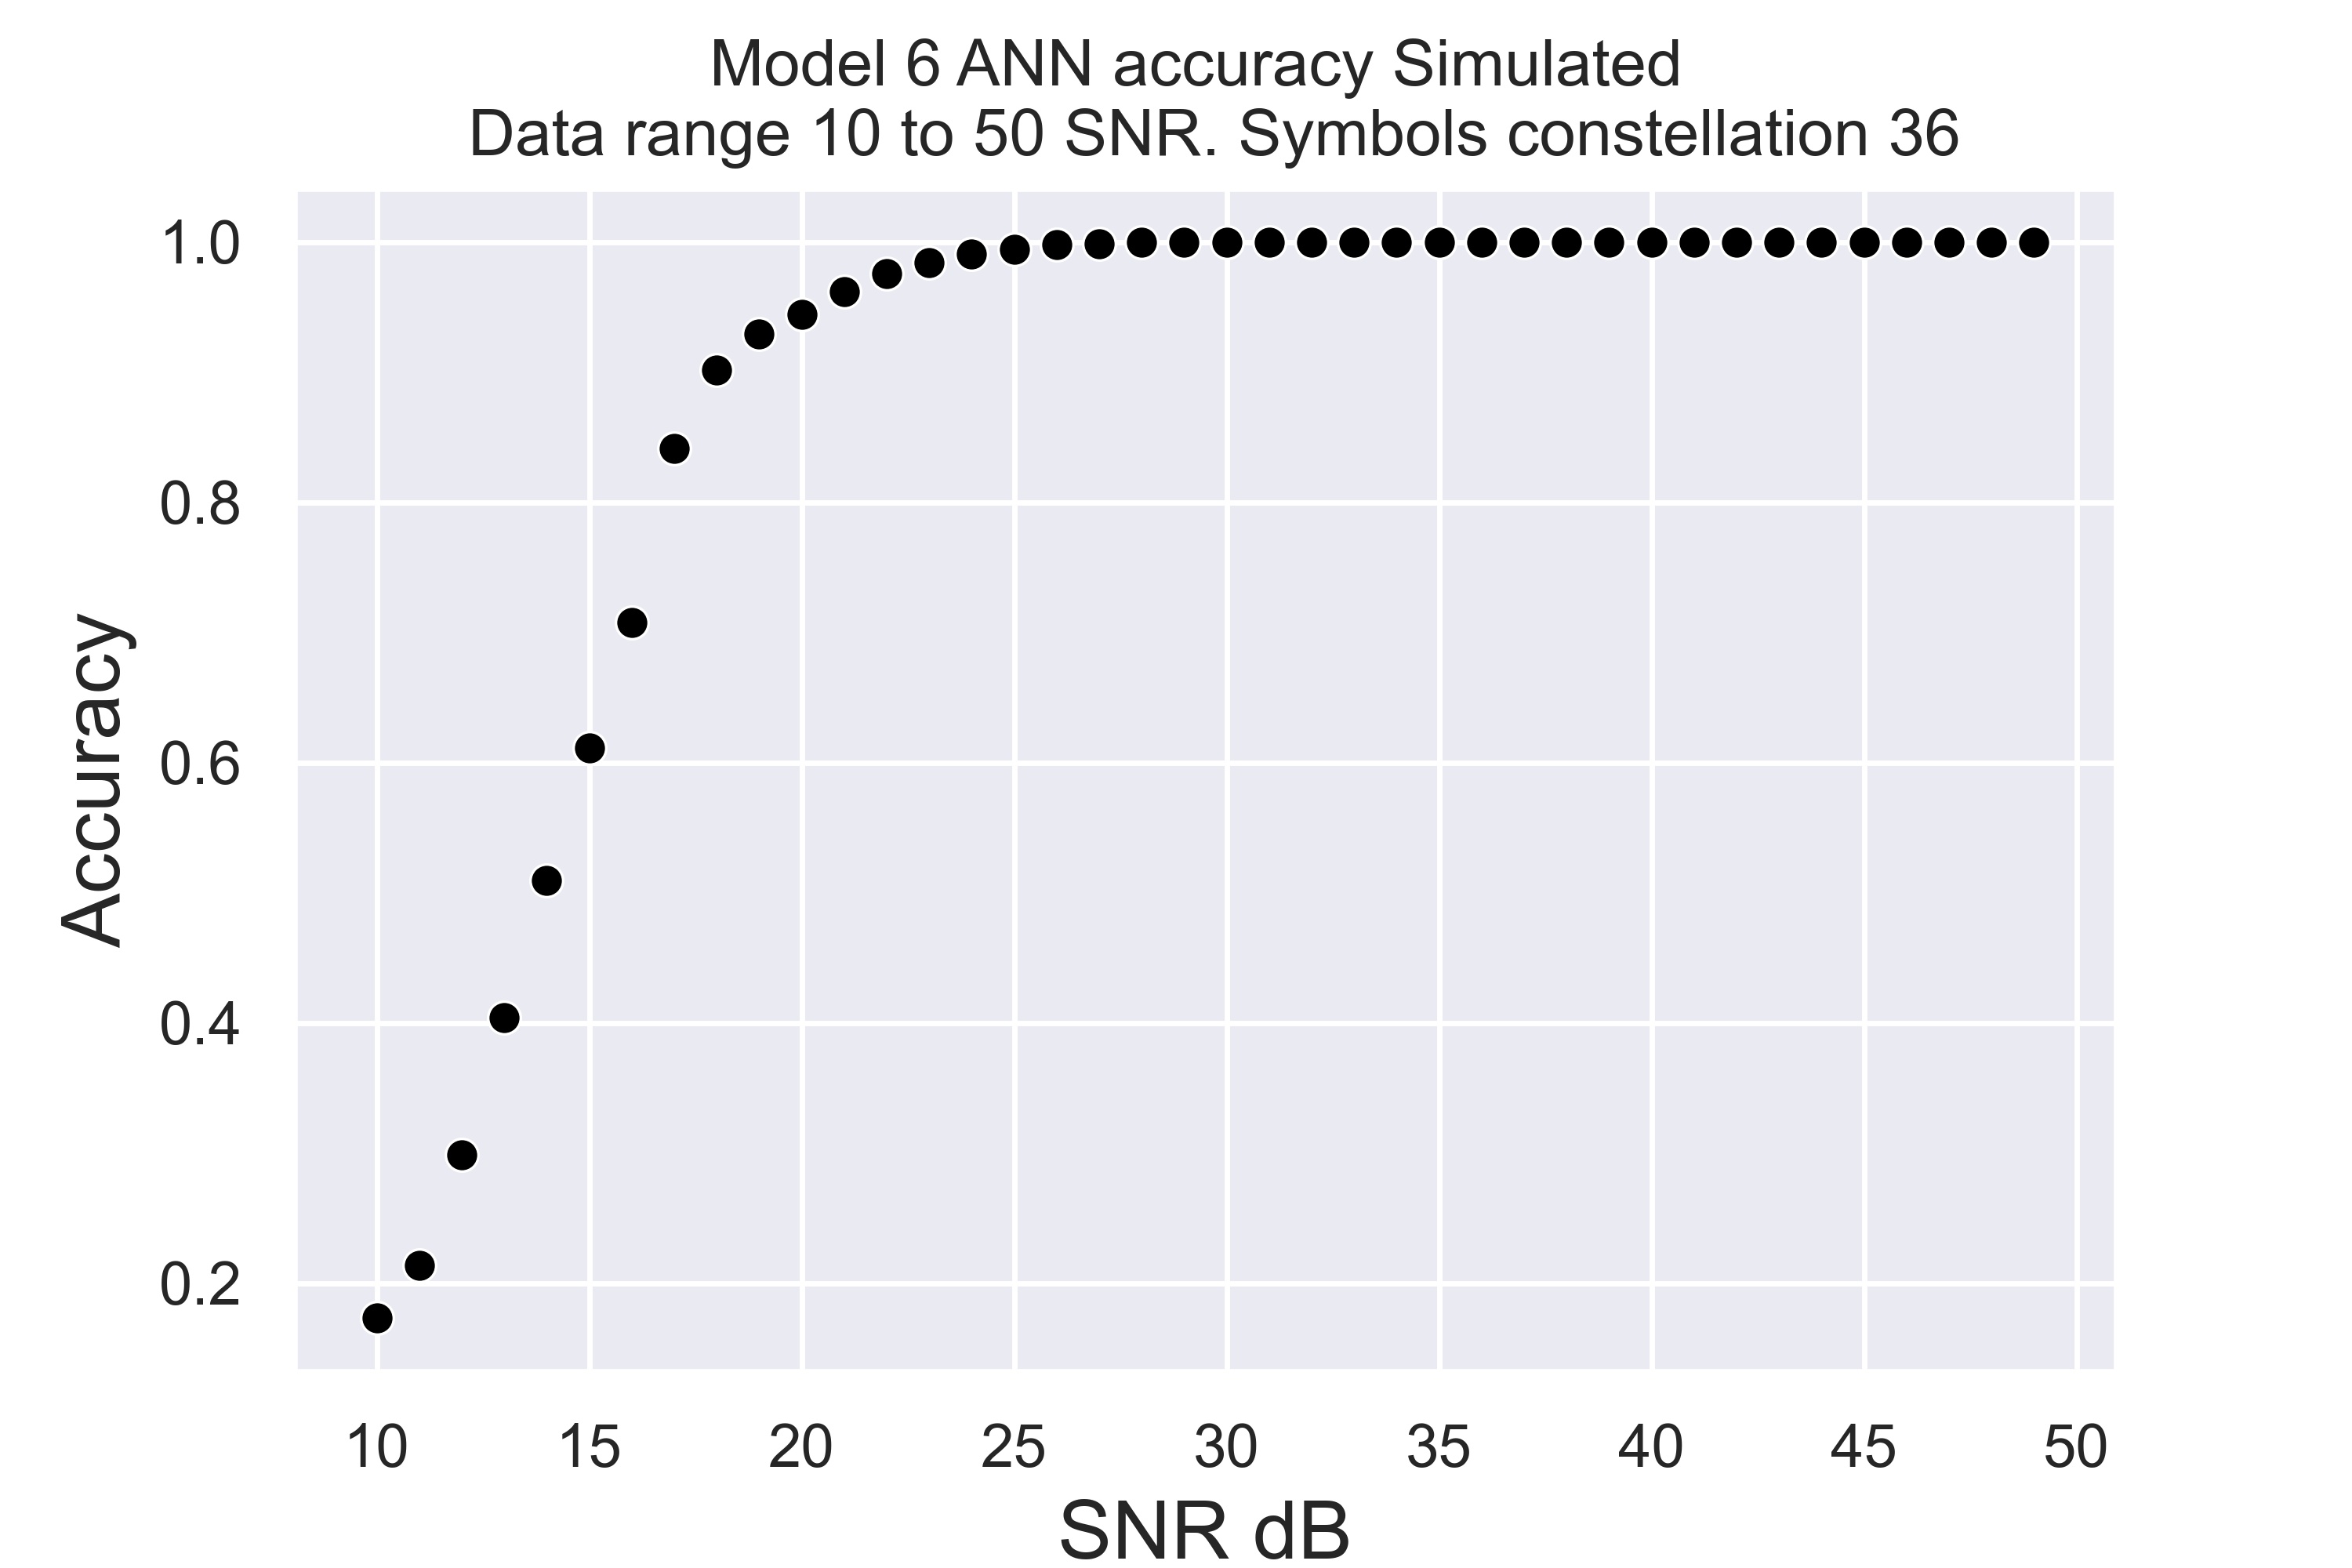 Model 6 ANN accuracy Simulated
Data range 10 to 50 SNR. Symbols constellation 36
1.0
0.8
0.6
0.4
0.2
Accuracy
10 15 20 25 30 35 40 45 50
SNR dB